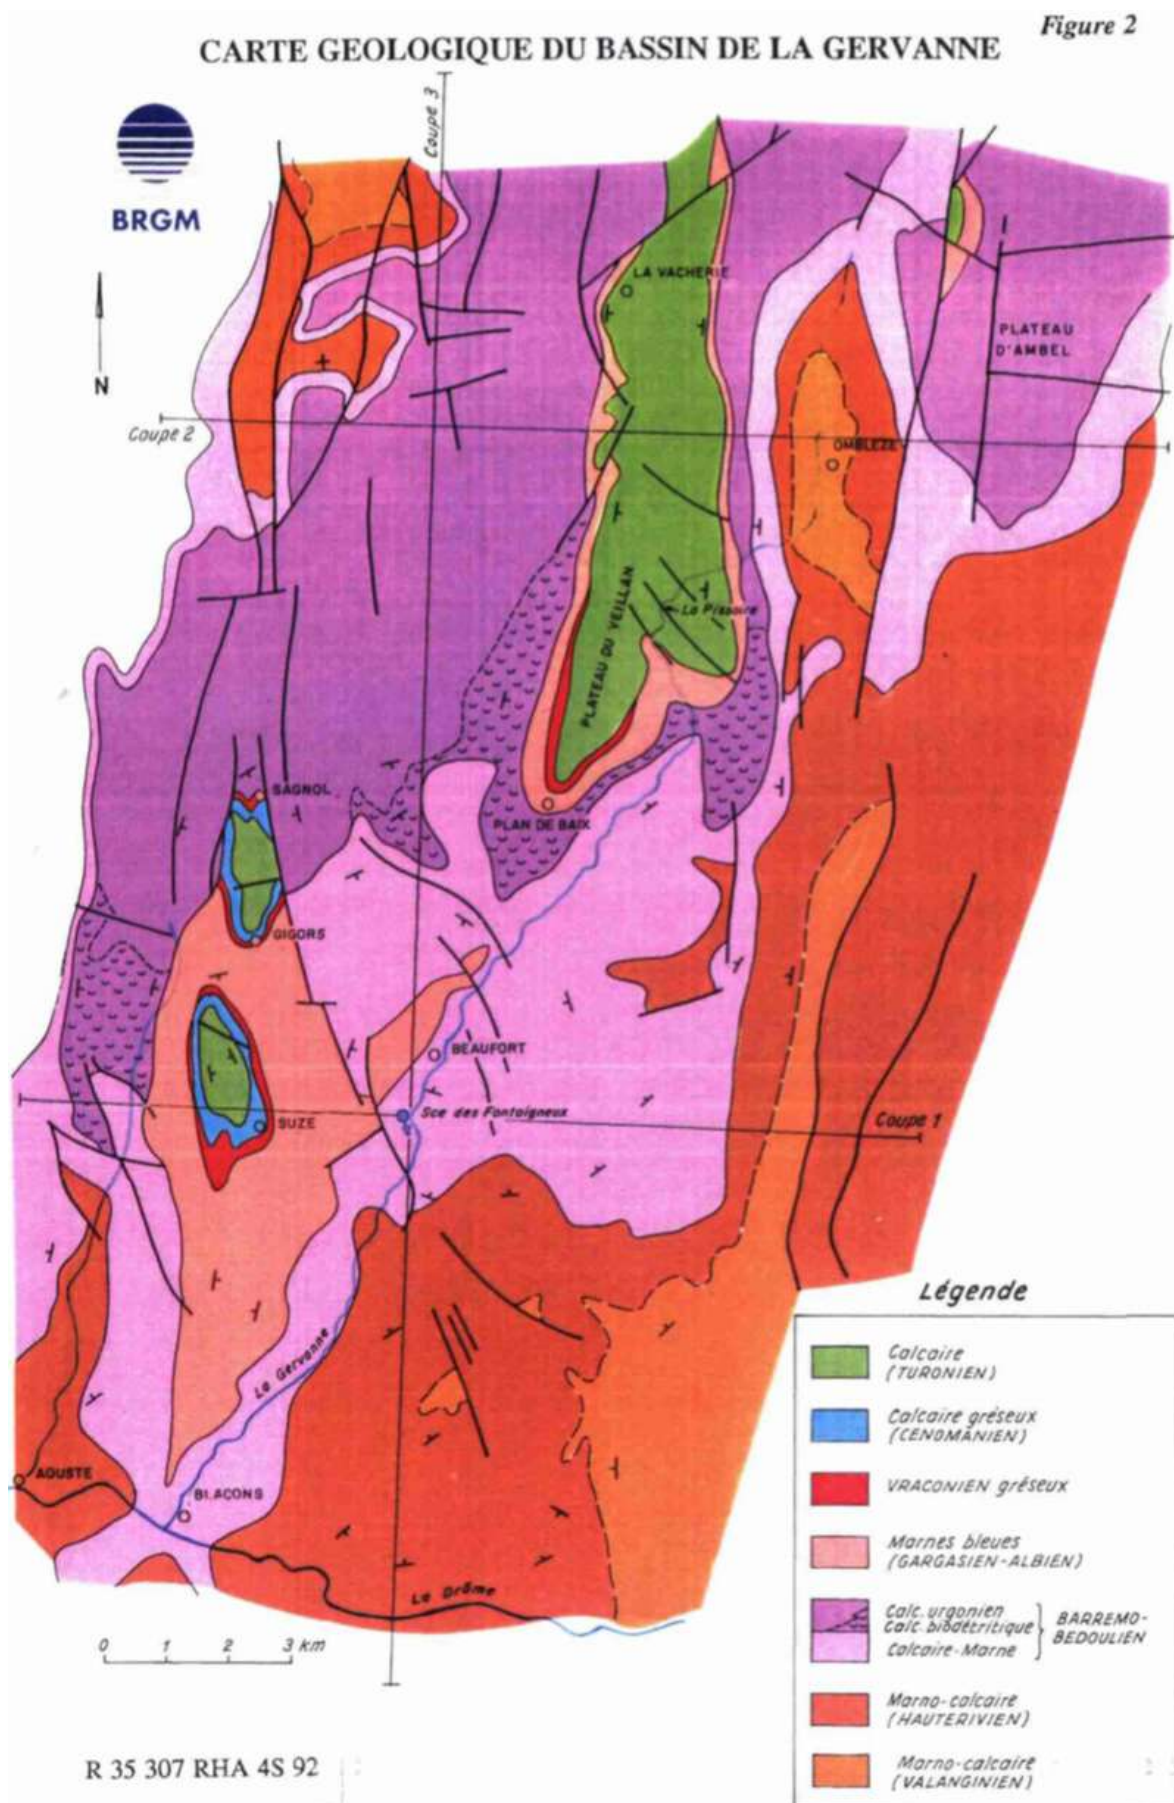 Figure 2
CARTE GEOLOGIQUE DU BASSIN DE LA GERVANNE
BRGM
Coupe 3
N
LA VACHERIE
PLATEAU
D'AMBEL
Coupe 2
OMBLEZE
La Pissoire
PLATEAU DU VEILLAN
SAGNOL
PLAN DE BAIX
GIGORS
BEAUFORT
Sce des Fontaigneux
SUZE
Coupe 1
La Gervanne
AOUSTE
BLACONS
La Drôme
0 1 2 3 km
Légende
Calcaire
(TURONIEN)
Calcaire gréseux
(CENOMANIEN)
VRACONIEN gréseux
Marnes bleues
(GARGASIEN-ALBIEN)
Calc. urgonien
Calc. biodétritique
Calcaire-Marne
BARREMO-
BEDOULIEN
Marno-calcaire
(HAUTERIVIEN)
Marno-calcaire
(VALANGINIEN)
R 35 307 RHA 4S 92